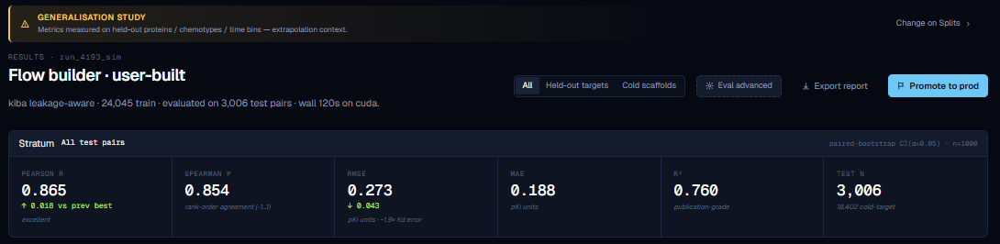 GENERALISATION STUDY
Metrics measured on held-out proteins / chemotypes / time bins — extrapolation context.
Change on Splits ›
RESULTS · run_4193_sim
Flow builder · user-built
All Held-out targets Cold scaffolds Eval advanced Export report Promote to prod
kiba leakage-aware · 24,045 train · evaluated on 3,006 test pairs · wall 120s on cuda.
Stratum All test pairs paired-bootstrap CI(α=0.05) · n=1000
PEARSON R SPEARMAN Ρ RMSE MAE R² TEST N
0.865 0.854 0.273 0.188 0.760 3,006
↑ 0.018 vs prev best rank-order agreement (-1..1) ↓ 0.043 pKi units publication-grade 18,402 cold-target
excellent pKi units · ~1.9× Kd error